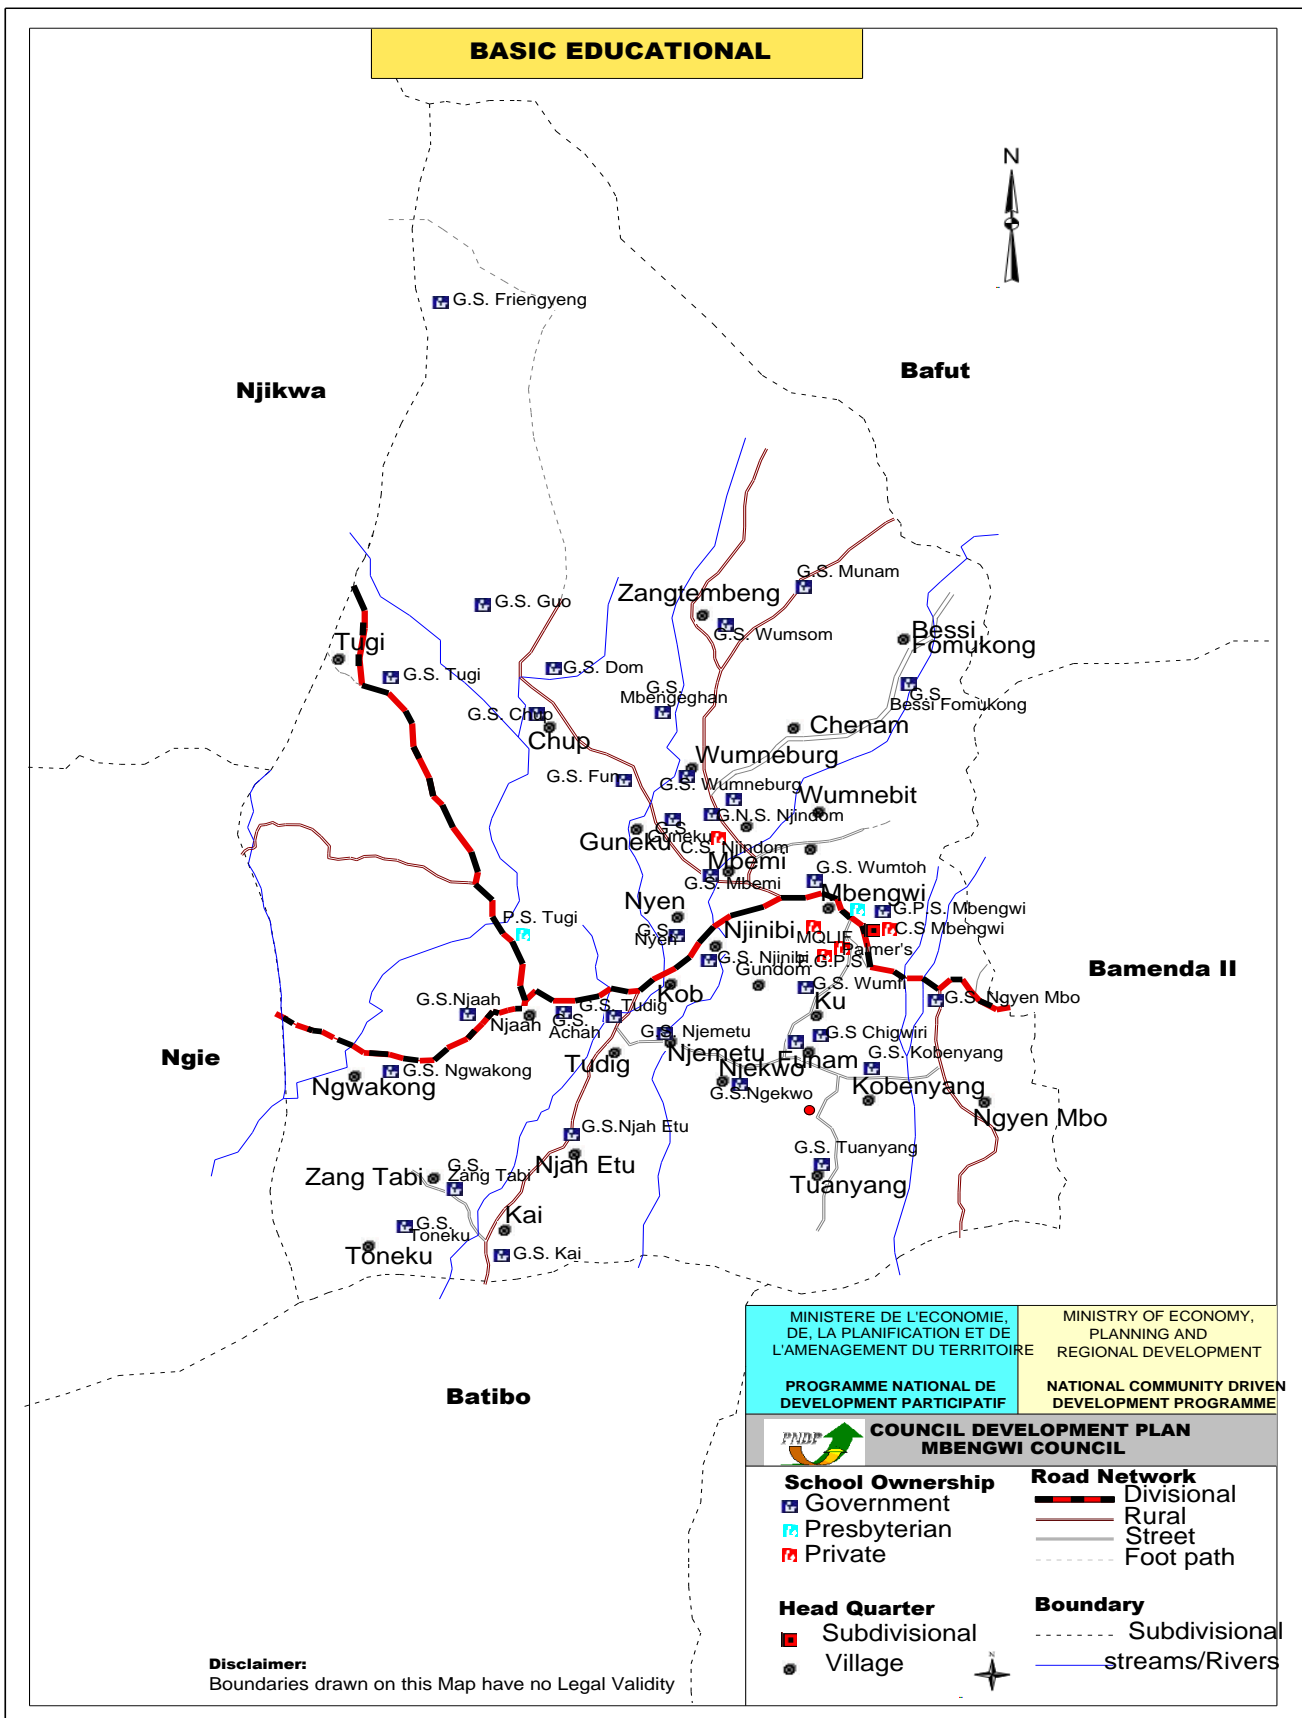 BASIC EDUCATIONAL
N
G.S. Friengyeng
Njikwa
Bafut
G.S. Munam
Zangtembeng
G.S. Guo
G.S. Wumsom
Bessi
Fomukong
Tugi
G.S. Tugi
G.S. Dom
G.S.
Mbengeghan
G.S.
Bessi Fomukong
G.S. Chup
Chup
Chenam
Wumneburg
G.S. Fun
G.S. Wumneburg
Wumnebit
G.N.S. Njindom
G.S.
Guneku
Guneku
C.S. Njindom
Mbemi
G.S. Mbemi
G.S. Wumtoh
Mbengwi
Nyen
G.P.S. Mbengwi
P.S. Tugi
G.S.
Nyen
Njinibi
MQLIF
C.S Mbengwi
Palmer's
G.S. Njinibi
F.G.P.S
Gundom
Bamenda II
Kob
G.S. Wumfi
G.S. Ngyen Mbo
G.S.Njaah
Njaah
G.S.
Achah
G.S. Tudig
Ku
G.S. Njemetu
G.S Chigwiri
Ngie
Tudig
Njemetu
Funam
G.S. Kobenyang
G.S. Ngwakong
Ngwakong
Njekwo
G.S.Ngekwo
Kobenyang
Ngyen Mbo
G.S.Njah Etu
Njah Etu
G.S. Tuanyang
Tuanyang
Zang Tabi
G.S.
Zang Tabi
G.S.
Toneku
Toneku
Kai
G.S. Kai
Batibo
MINISTERE DE L'ECONOMIE,
DE, LA PLANIFICATION ET DE
L'AMENAGEMENT DU TERRITOIRE
PROGRAMME NATIONAL DE
DEVELOPMENT PARTICIPATIF
MINISTRY OF ECONOMY,
PLANNING AND
REGIONAL DEVELOPMENT
NATIONAL COMMUNITY DRIVEN
DEVELOPMENT PROGRAMME
PNDP
COUNCIL DEVELOPMENT PLAN
MBENGWI COUNCIL
School Ownership
Government
Presbyterian
Private
Road Network
Divisional
Rural
Street
Foot path
Head Quarter
Subdivisional
Village
Boundary
Subdivisional
streams/Rivers
N
Disclaimer:
Boundaries drawn on this Map have no Legal Validity